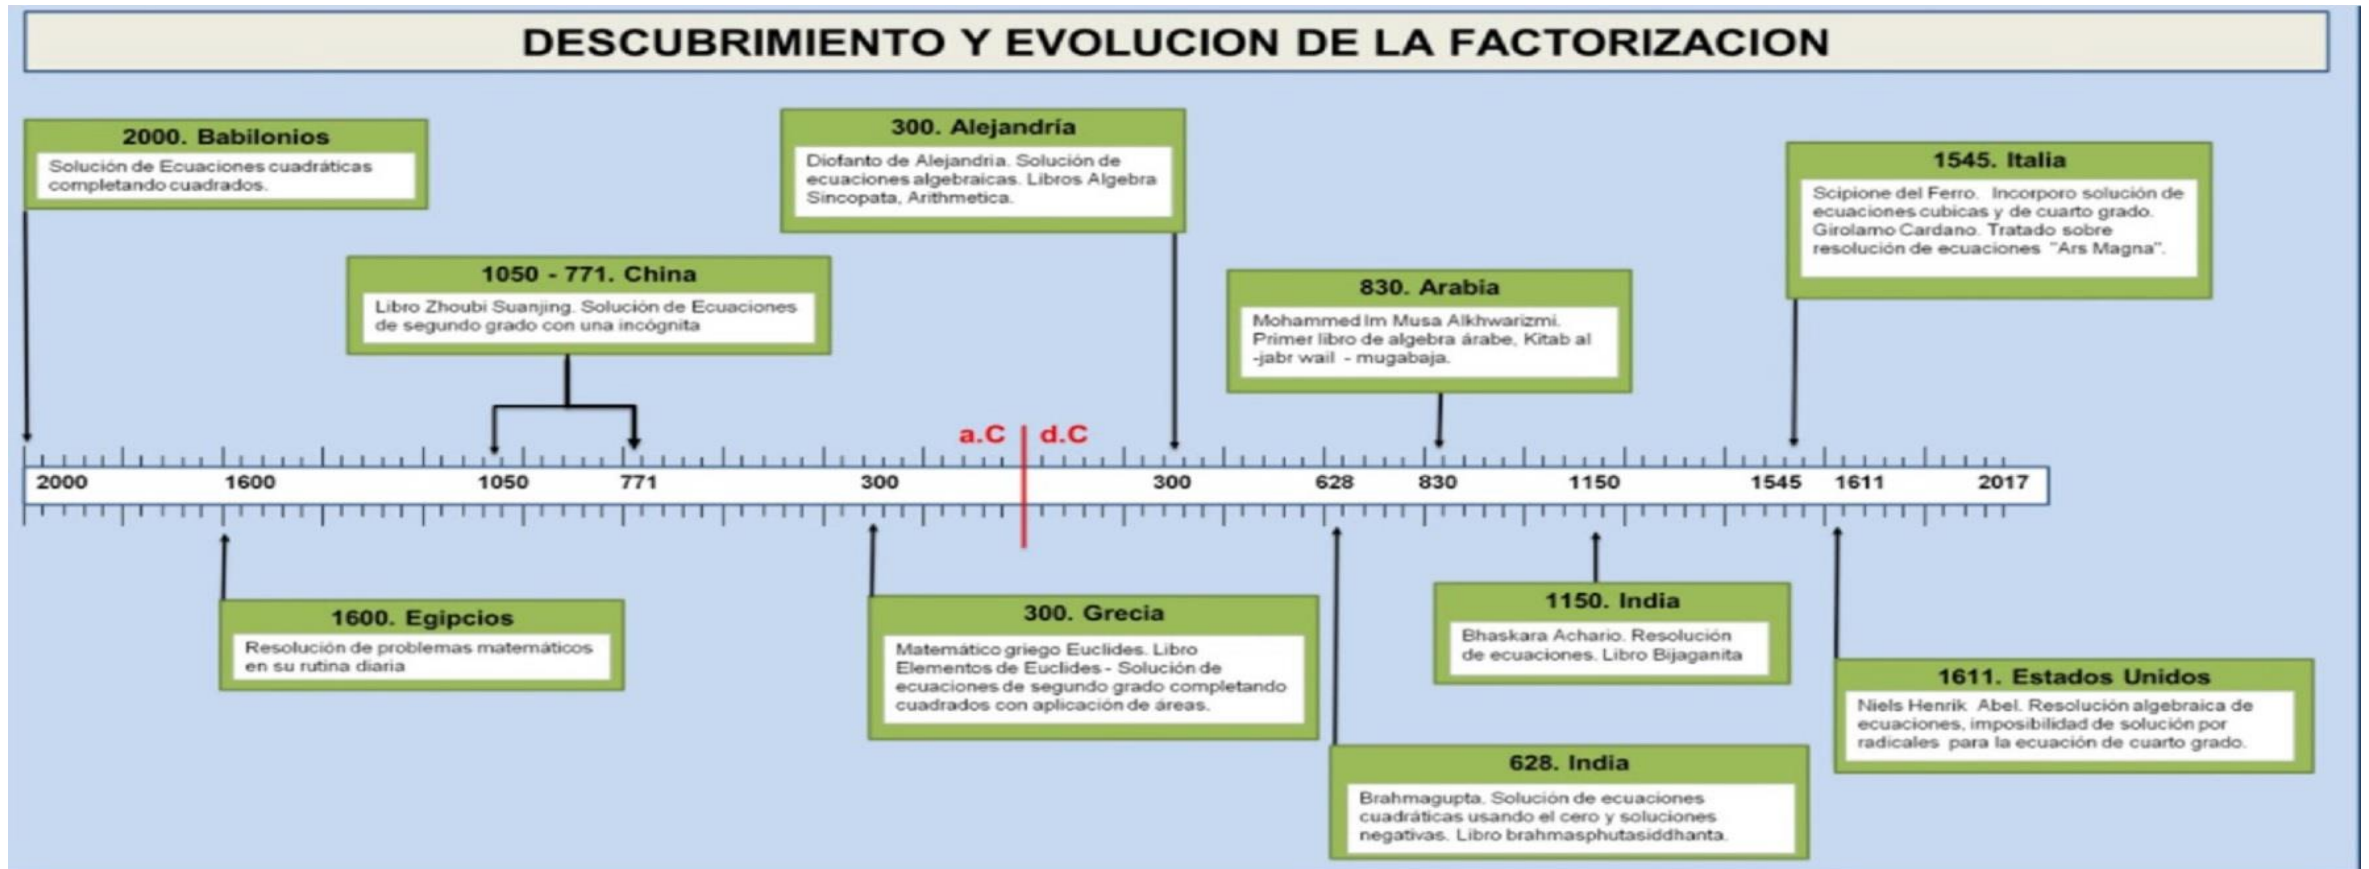 DESCUBRIMIENTO Y EVOLUCION DE LA FACTORIZACION
2000. Babilonios
Solución de Ecuaciones cuadráticas
completando cuadrados.
1050 - 771. China
Libro Zhoubi Suanjing. Solución de Ecuaciones
de segundo grado con una incógnita
300. Alejandría
Diofanto de Alejandria. Solución de
ecuaciones algebraicas. Libros Algebra
Sincopata, Arithmetica.
830. Arabia
Mohammed Im Musa Alkhwarizmi.
Primer libro de algebra árabe, Kitab al
-jabr wail - mugabaja.
1545. Italia
Scipione del Ferro. Incorporo solución de
ecuaciones cubicas y de cuarto grado.
Girolamo Cardano. Tratado sobre
resolución de ecuaciones "Ars Magna".
a.C d.C
2000 1600 1050 771 300 300 628 830 1150 1545 1611 2017
1600. Egipcios
Resolución de problemas matemáticos
en su rutina diaria
300. Grecia
Matemático griego Euclides. Libro
Elementos de Euclides - Solución de
ecuaciones de segundo grado completando
cuadrados con aplicación de áreas.
628. India
Brahmagupta. Solución de ecuaciones
cuadráticas usando el cero y soluciones
negativas. Libro brahmasphutasiddhanta.
1150. India
Bhaskara Achario. Resolución
de ecuaciones. Libro Bijaganita
1611. Estados Unidos
Niels Henrik Abel. Resolución algebraica de
ecuaciones, imposibilidad de solución por
radicales para la ecuación de cuarto grado.